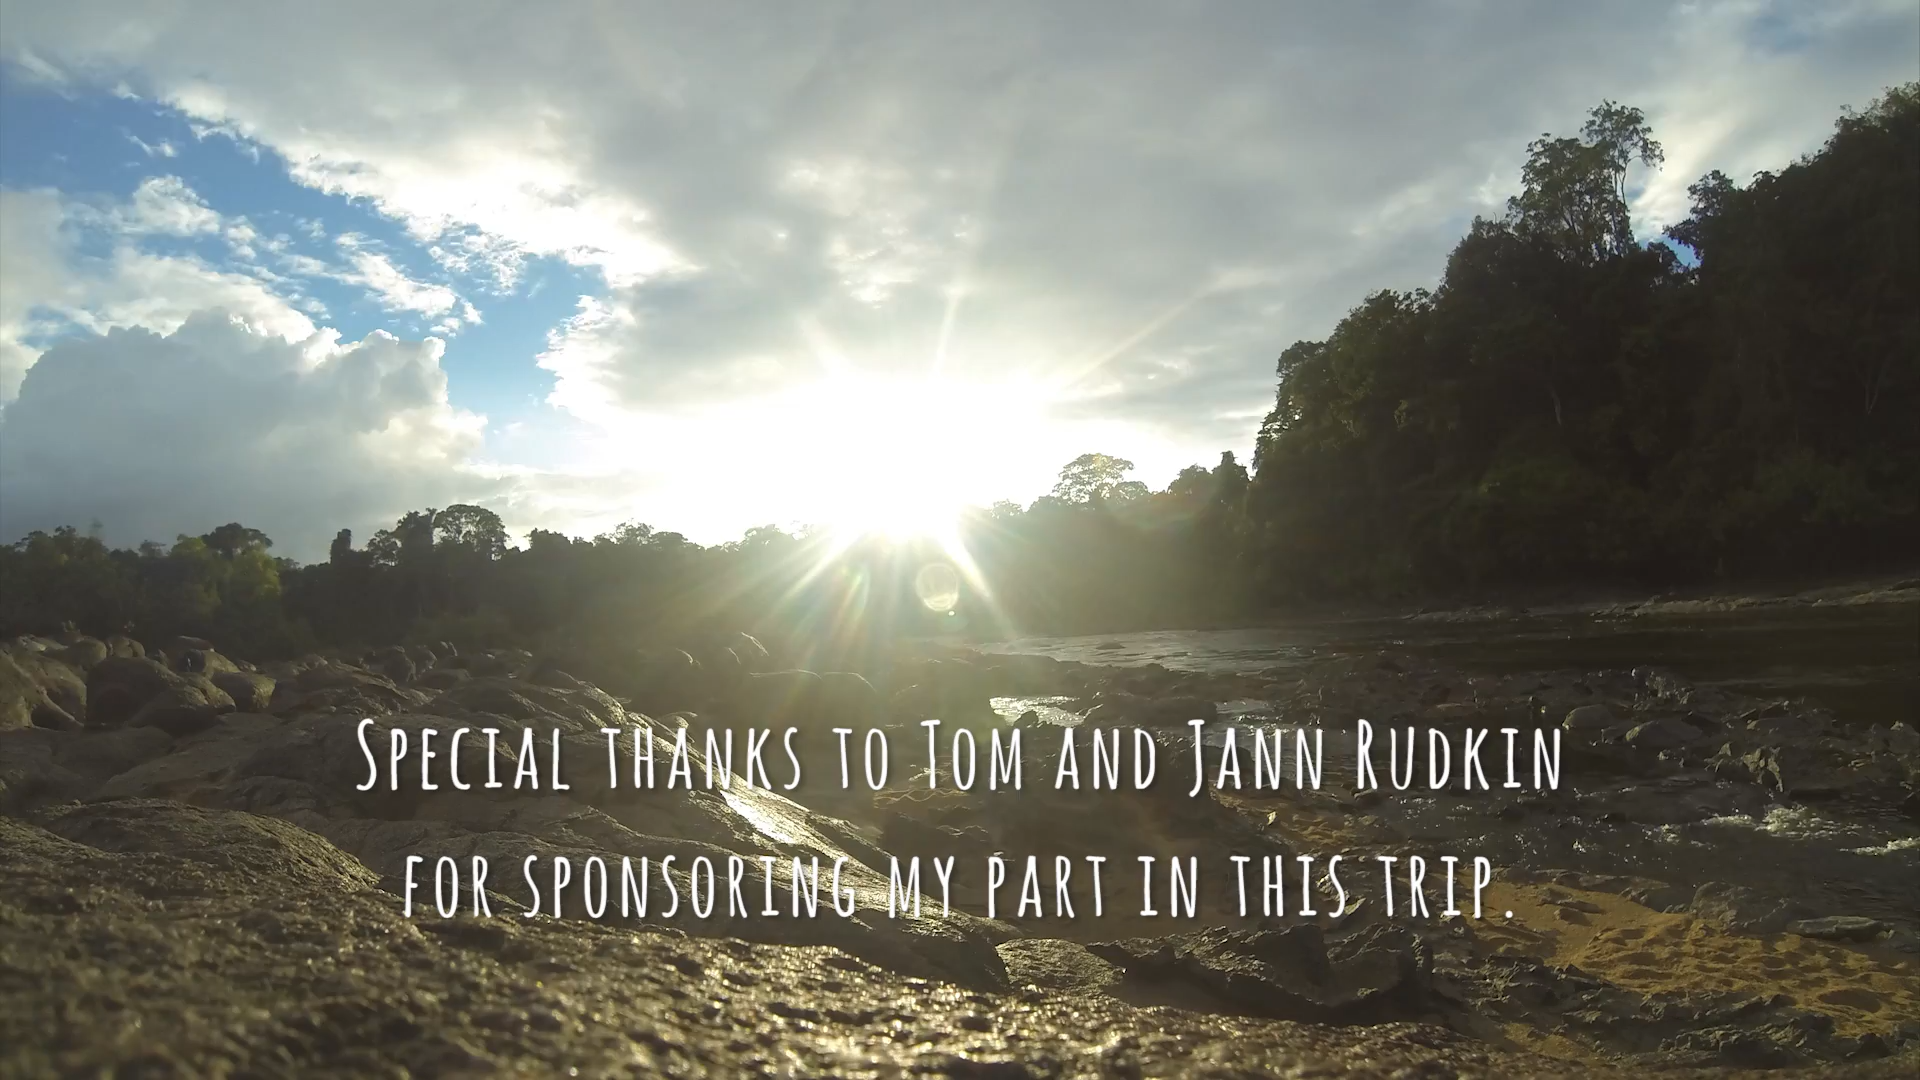 Special thanks to Tom and Jann Rudkin
for sponsoring my part in this trip.